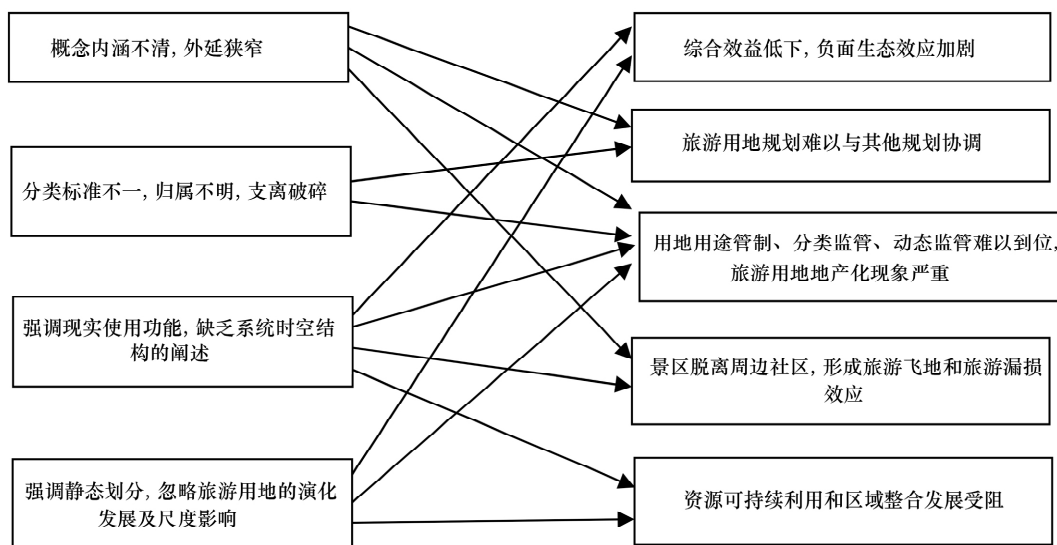 概念内涵不清, 外延狭窄
分类标准不一, 归属不明, 支离破碎
强调现实使用功能, 缺乏系统时空结
构的阐述
强调静态划分, 忽略旅游用地的演化
发展及尺度影响
综合效益低下, 负面生态效应加剧
旅游用地规划难以与其他规划协调
用地用途管制、分类监管、动态监管难以到位,
旅游用地地产化现象严重
景区脱离周边社区, 形成旅游飞地和旅游漏损
效应
资源可持续利用和区域整合发展受阻